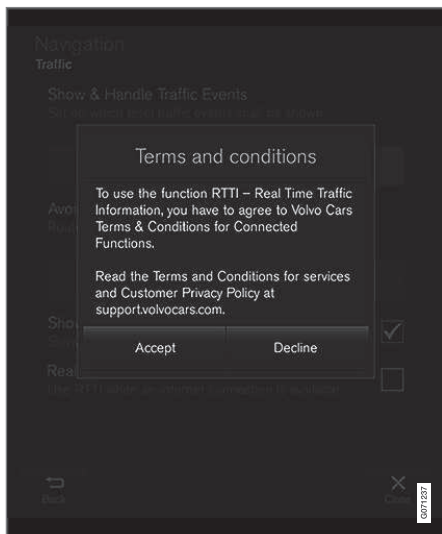 Navigation
Traffic
Show & Handle Traffic Events
Terms and conditions
To use the function RTTI – Real Time Traffic
Information, you have to agree to Volvo Cars
Terms & Conditions for Connected
Functions.
Read the Terms and Conditions for services
and Customer Privacy Policy at
support.volvocars.com.
Accept
Decline
Back
Close
G071237